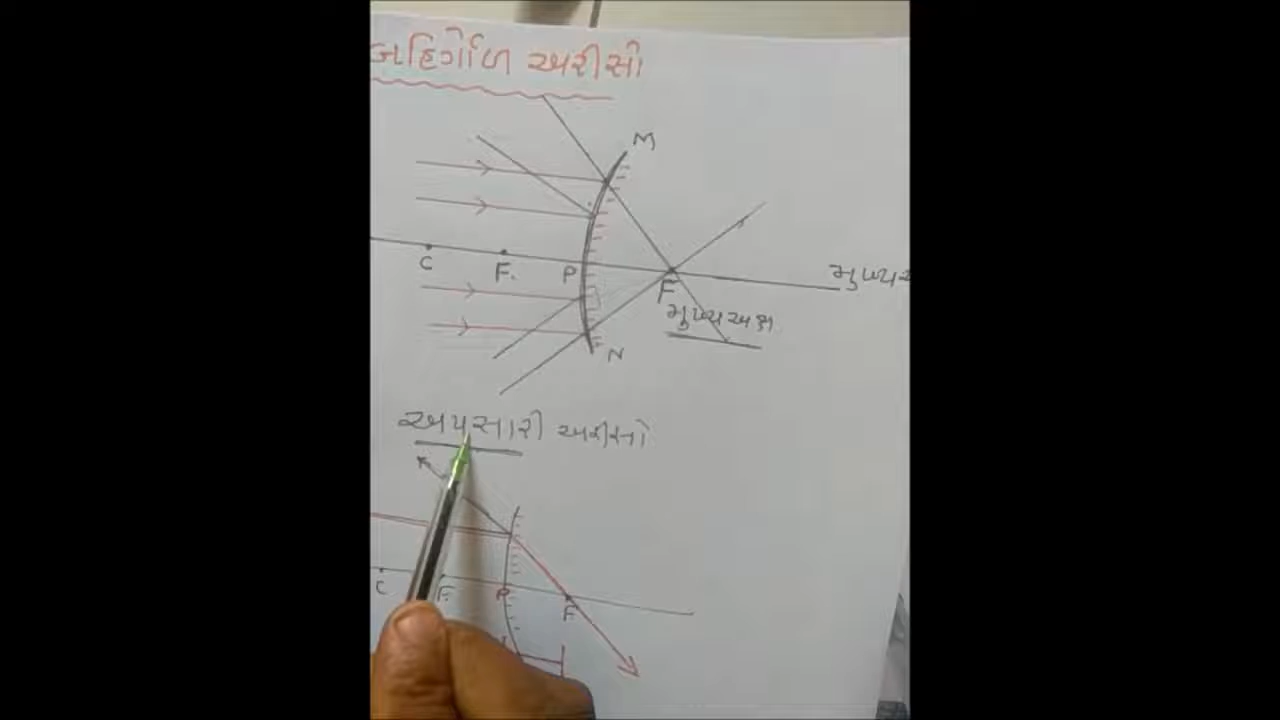 બહિર્ગોળ અરીસો
M
C F. P F મુખ્ય
મુખ્ય અક્ષ
N
અપસારી અરીસો
C F. P F